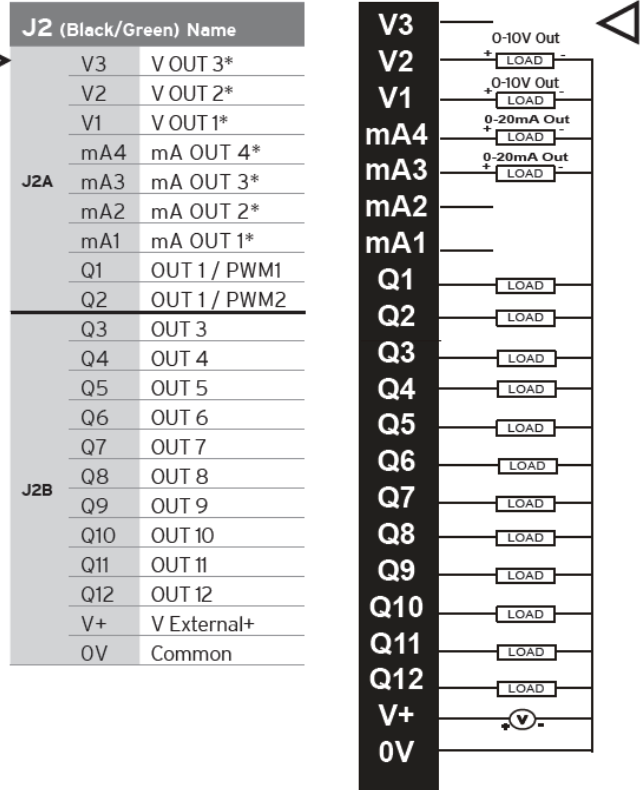 J2 (Black/Green) Name
V3 V OUT 3*
V2 V OUT 2*
V1 V OUT 1*
mA4 mA OUT 4*
J2A mA3 mA OUT 3*
mA2 mA OUT 2*
mA1 mA OUT 1*
Q1 OUT 1 / PWM1
Q2 OUT 1 / PWM2
Q3 OUT 3
Q4 OUT 4
Q5 OUT 5
Q6 OUT 6
Q7 OUT 7
Q8 OUT 8
J2B
Q9 OUT 9
Q10 OUT 10
Q11 OUT 11
Q12 OUT 12
V+ V External+
0V Common
V3
0-10V Out
V2 + LOAD -
0-10V Out
V1 + LOAD -
0-20mA Out
mA4 + LOAD -
0-20mA Out
mA3 + LOAD -
mA2
mA1
Q1 LOAD
Q2 LOAD
Q3 LOAD
Q4 LOAD
Q5 LOAD
Q6 LOAD
Q7 LOAD
Q8 LOAD
Q9 LOAD
Q10 LOAD
Q11 LOAD
Q12 LOAD
V+ + V -
0V